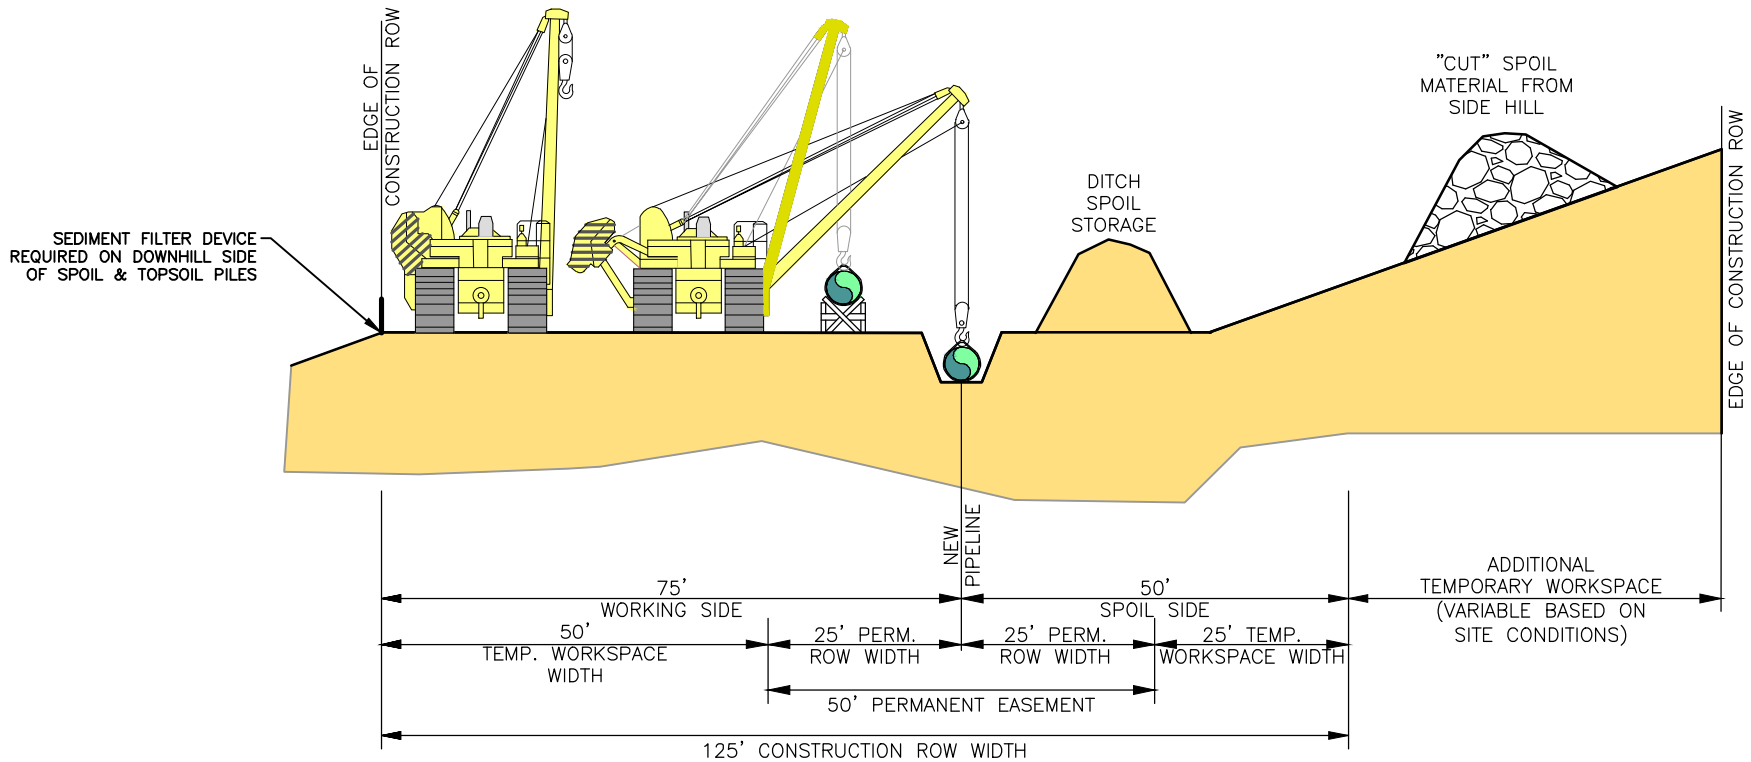 EDGE OF
CONSTRUCTION ROW
"CUT" SPOIL
MATERIAL FROM
SIDE HILL
DITCH
SPOIL
STORAGE
EDGE OF CONSTRUCTION ROW
SEDIMENT FILTER DEVICE
REQUIRED ON DOWNHILL SIDE
OF SPOIL & TOPSOIL PILES
NEW
PIPELINE
75'
WORKING SIDE
50'
SPOIL SIDE
ADDITIONAL
TEMPORARY WORKSPACE
(VARIABLE BASED ON
SITE CONDITIONS)
50'
TEMP. WORKSPACE
WIDTH
25' PERM.
ROW WIDTH
25' PERM.
ROW WIDTH
25' TEMP.
WORKSPACE WIDTH
50' PERMANENT EASEMENT
125' CONSTRUCTION ROW WIDTH